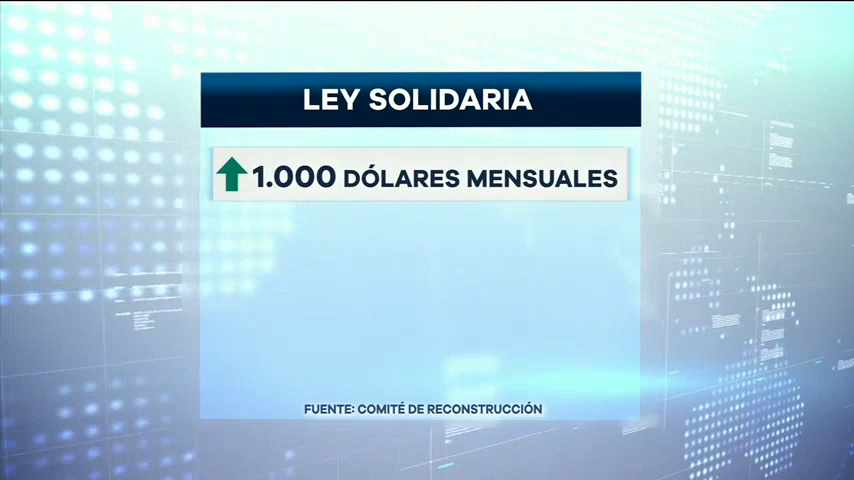 LEY SOLIDARIA
1.000 DÓLARES MENSUALES
FUENTE: COMITÉ DE RECONSTRUCCIÓN